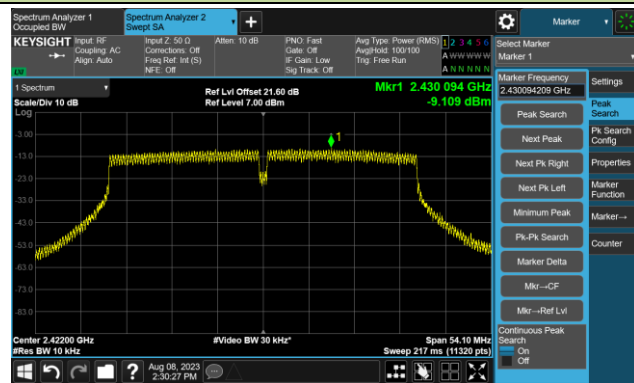 Spectrum Analyzer 1
Occupied BW
Spectrum Analyzer 2
Swept SA
Marker
KEYSIGHT
Input: RF
Coupling: AC
Align: Auto
Input Z: 50 Ω
Corrections: Off
Freq Ref: Int (S)
NFE: Off
Atten: 10 dB
PNO: Fast
Gate: Off
IF Gain: Low
Sig Track: Off
Avg Type: Power (RMS)
Avg|Hold: 100/100
Trig: Free Run
1 2 3 4 5 6
A W W W W W
A N N N N N
Select Marker
Marker 1
1 Spectrum
Scale/Div 10 dB
Log
Ref Lvl Offset 21.60 dB
Ref Level 7.00 dBm
Mkr1 2.430 094 GHz
-9.109 dBm
1
-3.00
-13.0
-23.0
-33.0
-43.0
-53.0
-63.0
-73.0
-83.0
Center 2.42200 GHz
#Res BW 10 kHz
#Video BW 30 kHz*
Span 54.10 MHz
Sweep 217 ms (11320 pts)
Marker Frequency
2.430094209 GHz
Peak Search
Next Peak
Next Pk Right
Next Pk Left
Minimum Peak
Pk-Pk Search
Marker Delta
Mkr→CF
Mkr→Ref Lvl
Continuous Peak
Search
On
Off
Settings
Peak
Search
Pk Search
Config
Properties
Marker
Function
Marker→
Counter
Aug 08, 2023
2:30:27 PM